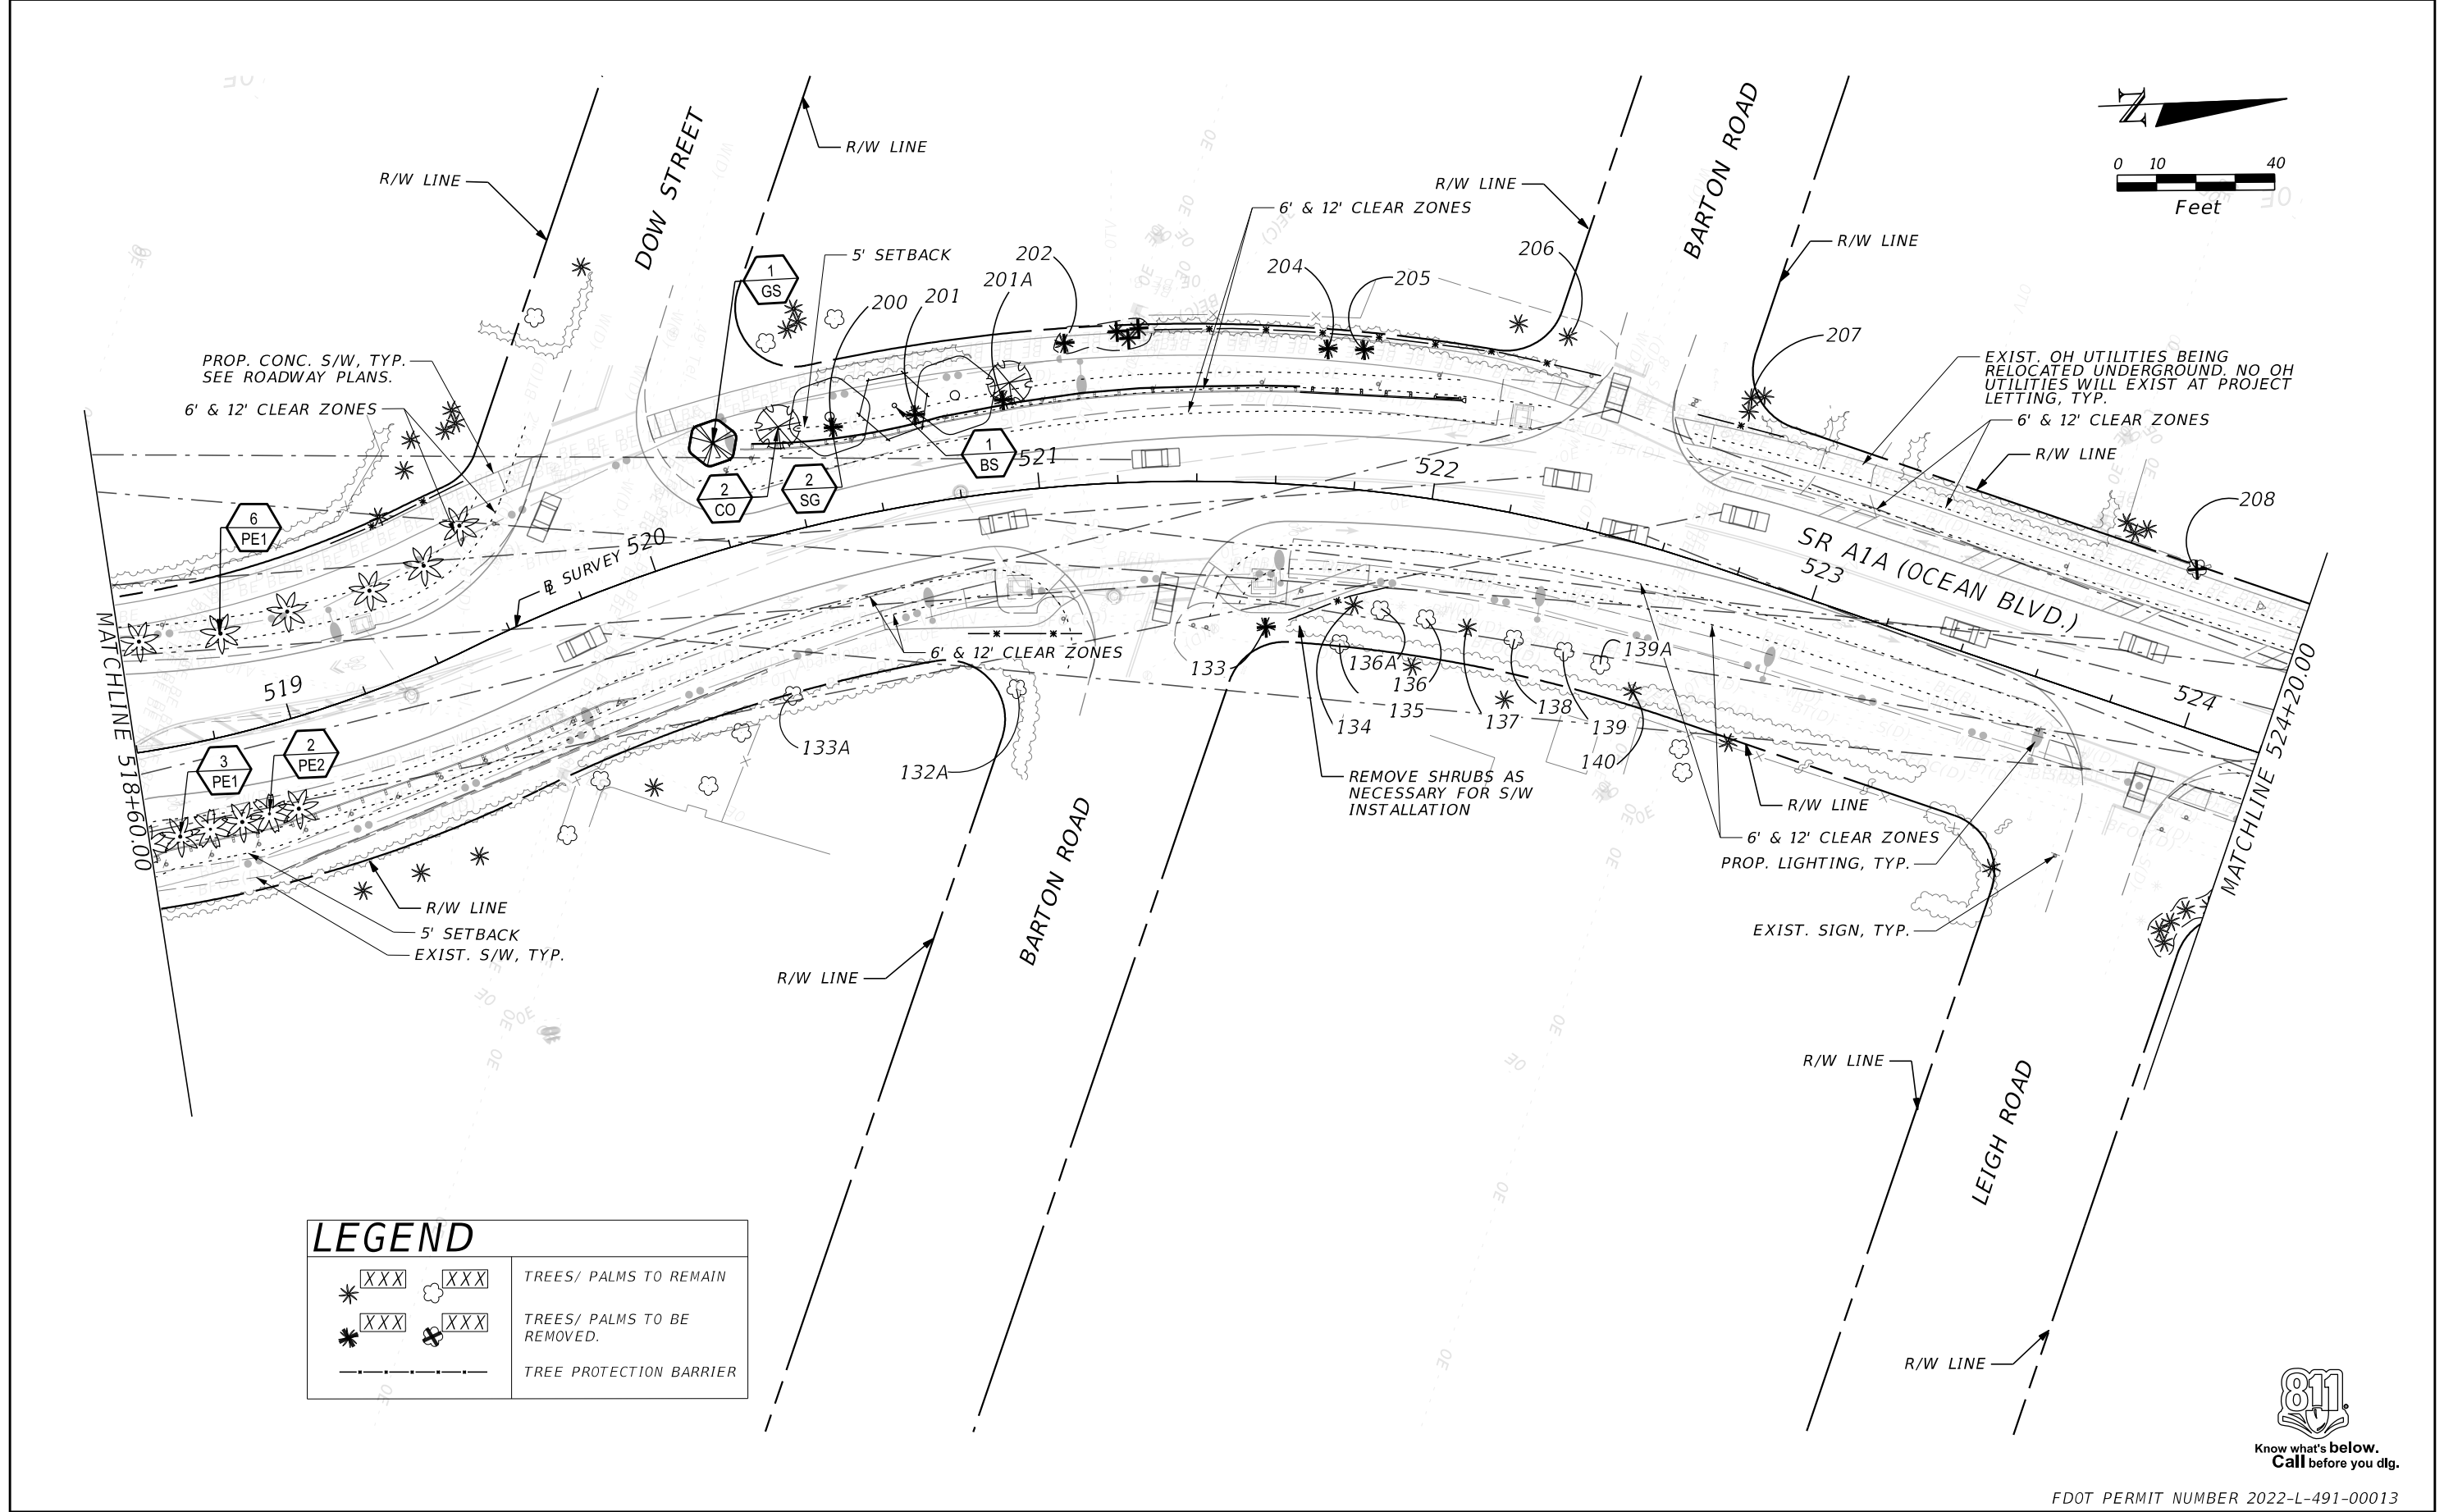 DOW STREET
R/W LINE
R/W LINE
R/W LINE
BARTON ROAD
R/W LINE
N
0 10 40
Feet
6' & 12' CLEAR ZONES
5' SETBACK
1
GS
200
201
201A
202
204
205
206
207
208
PROP. CONC. S/W, TYP.
SEE ROADWAY PLANS.
6' & 12' CLEAR ZONES
EXIST. OH UTILITIES BEING
RELOCATED UNDERGROUND. NO OH
UTILITIES WILL EXIST AT PROJECT
LETTING, TYP.
6' & 12' CLEAR ZONES
R/W LINE
6
PE1
2
CO
2
SG
1
BS
519
520
521
522
523
524
BL SURVEY
SR A1A (OCEAN BLVD.)
MATCHLINE 518+60.00
MATCHLINE 524+20.00
3
PE1
2
PE2
6' & 12' CLEAR ZONES
133A
132A
133
134
135
136A
136
137
138
139
139A
140
REMOVE SHRUBS AS
NECESSARY FOR S/W
INSTALLATION
R/W LINE
6' & 12' CLEAR ZONES
PROP. LIGHTING, TYP.
EXIST. SIGN, TYP.
R/W LINE
5' SETBACK
EXIST. S/W, TYP.
BARTON ROAD
R/W LINE
R/W LINE
LEIGH ROAD
R/W LINE
LEGEND
XXX XXX TREES/ PALMS TO REMAIN
XXX XXX TREES/ PALMS TO BE
REMOVED.
TREE PROTECTION BARRIER
811
Know what's below.
Call before you dig.
FDOT PERMIT NUMBER 2022-L-491-00013